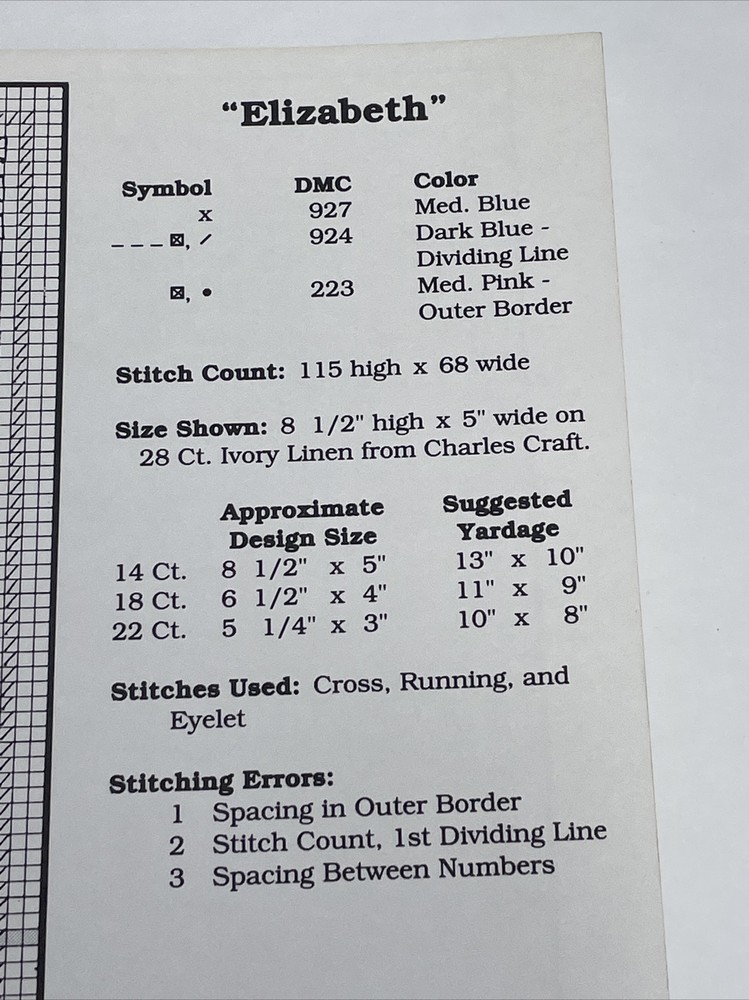 “Elizabeth”
Symbol DMC Color
x 927 Med. Blue
– – – ⊠, / 924 Dark Blue -
Dividing Line
⊠, • 223 Med. Pink -
Outer Border
Stitch Count: 115 high x 68 wide
Size Shown: 8 1/2" high x 5" wide on
28 Ct. Ivory Linen from Charles Craft.
Approximate Suggested
Design Size Yardage
14 Ct. 8 1/2" x 5" 13" x 10"
18 Ct. 6 1/2" x 4" 11" x 9"
22 Ct. 5 1/4" x 3" 10" x 8"
Stitches Used: Cross, Running, and
Eyelet
Stitching Errors:
1 Spacing in Outer Border
2 Stitch Count, 1st Dividing Line
3 Spacing Between Numbers